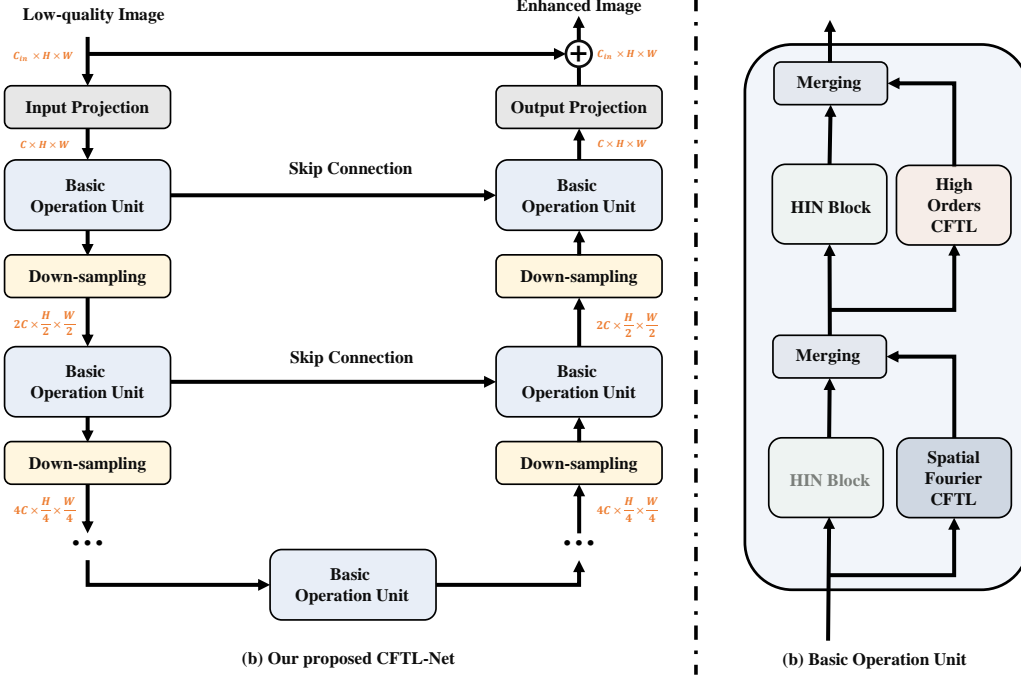 Low-quality Image
Enhanced Image
C_in × H × W
C_in × H × W
Input Projection
Output Projection
C × H × W
C × H × W
Basic
Operation Unit
Skip Connection
Basic
Operation Unit
Down-sampling
Down-sampling
2C × H/2 × W/2
2C × H/2 × W/2
Basic
Operation Unit
Skip Connection
Basic
Operation Unit
Down-sampling
Down-sampling
4C × H/4 × W/4
4C × H/4 × W/4
...
...
Basic
Operation Unit
(b) Our proposed CFTL-Net
Merging
HIN Block
High
Orders
CFTL
Merging
HIN Block
Spatial
Fourier
CFTL
(b) Basic Operation Unit